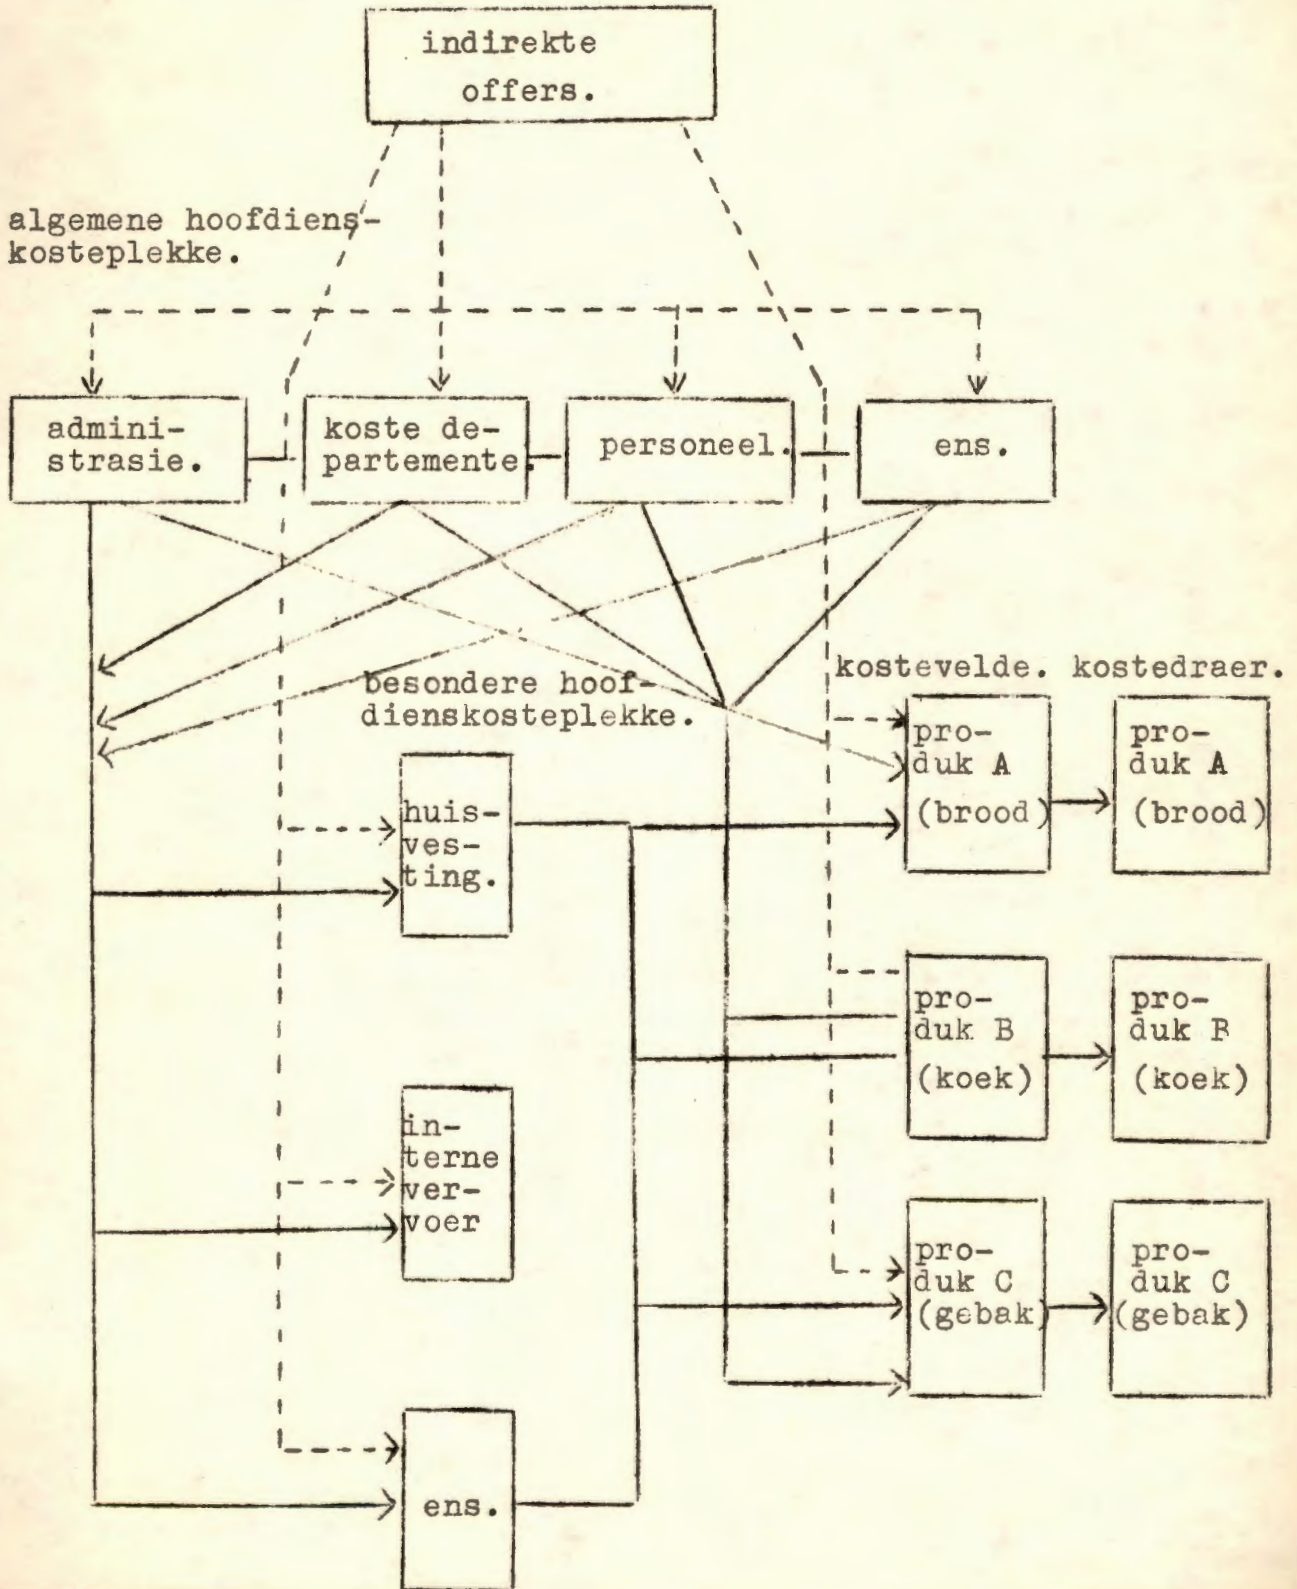 indirekte
offers.
algemene hoofdiens-
kosteplekke.
admini-
strasie.
koste de-
partemente.
personeel.
ens.
kostevelde. kostedraer.
besondere hoof-
dienskosteplekke.
pro-
duk A
(brood)
pro-
duk A
(brood)
huis-
ves-
ting.
pro-
duk B
(koek)
pro-
duk B
(koek)
in-
terne
ver-
voer
pro-
duk C
(gebak)
pro-
duk C
(gebak)
ens.